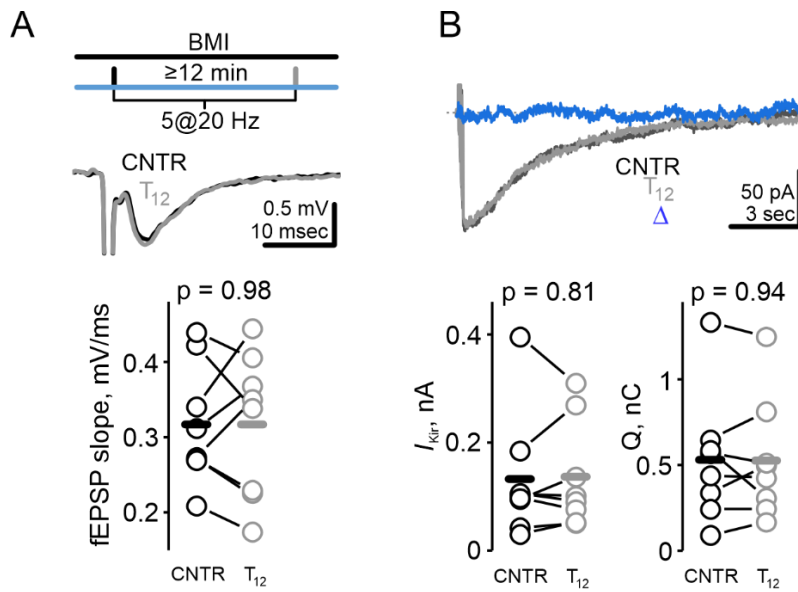 A
BMI
≥12 min
5@20 Hz
CNTR
T₁₂
0.5 mV
10 msec
p = 0.98
fEPSP slope, mV/ms
0.4
0.3
0.2
CNTR T₁₂
B
CNTR
T₁₂
Δ
50 pA
3 sec
p = 0.81
I_Kir, nA
0.4
0.2
0
CNTR T₁₂
p = 0.94
Q, nC
1
0.5
0
CNTR T₁₂